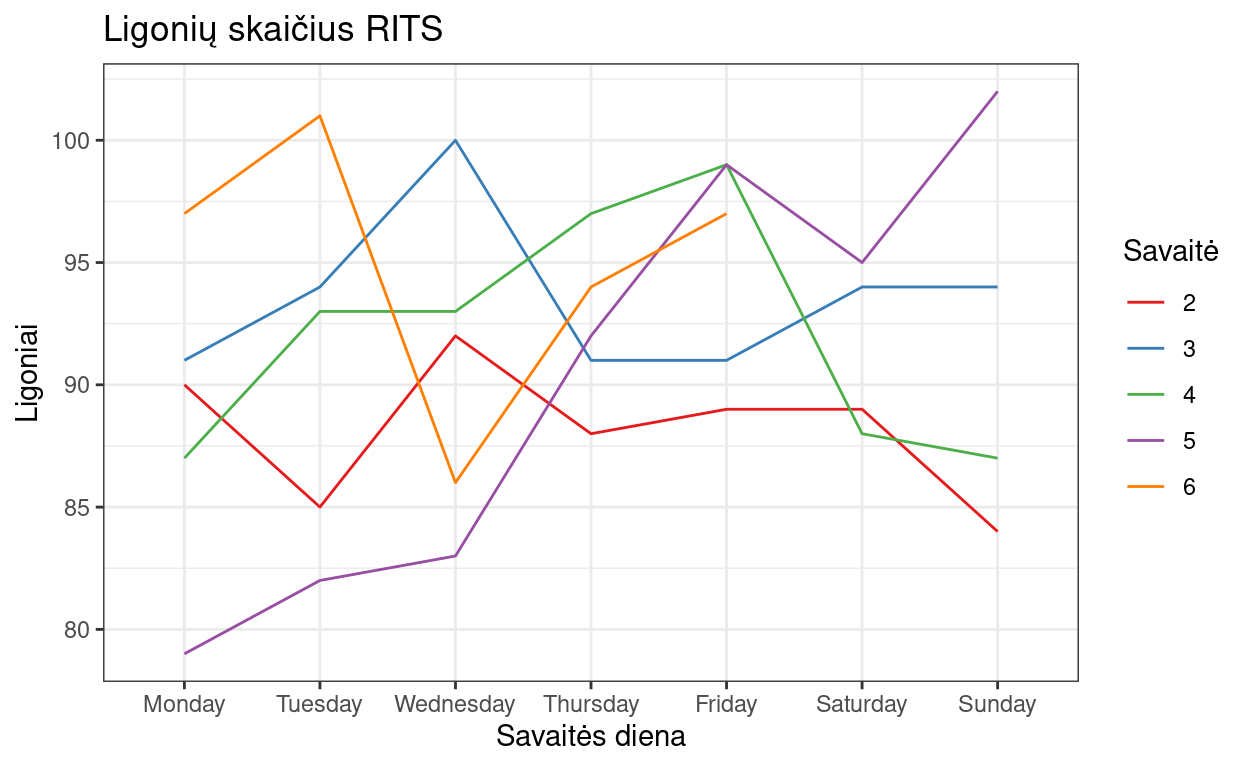 Ligonių skaičius RITS
Ligoniai
100
95
90
85
80
Monday Tuesday Wednesday Thursday Friday Saturday Sunday
Savaitės diena
Savaitė
2
3
4
5
6